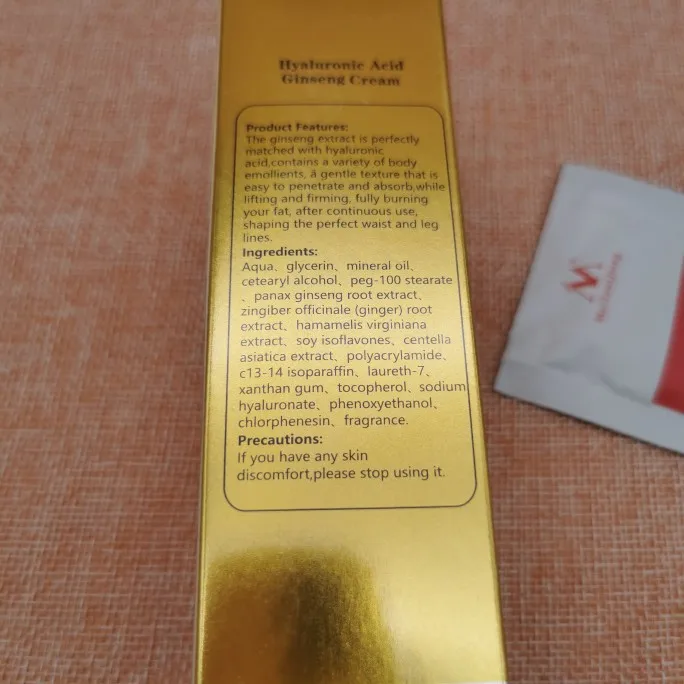 Hyaluronic Acid
Ginseng Cream
Product Features:
The ginseng extract is perfectly
matched with hyaluronic
acid,contains a variety of body
emollients, a gentle texture that is
easy to penetrate and absorb,while
lifting and firming, fully burning
your fat, after continuous use,
shaping the perfect waist and leg
lines.
Ingredients:
Aqua、glycerin、mineral oil、
cetearyl alcohol、peg-100 stearate
、panax ginseng root extract、
zingiber officinale (ginger) root
extract、hamamelis virginiana
extract、soy isoflavones、centella
asiatica extract、polyacrylamide、
c13-14 isoparaffin、laureth-7、
xanthan gum、tocopherol、sodium
hyaluronate、phenoxyethanol、
chlorphenesin、fragrance.
Precautions:
If you have any skin
discomfort,please stop using it.